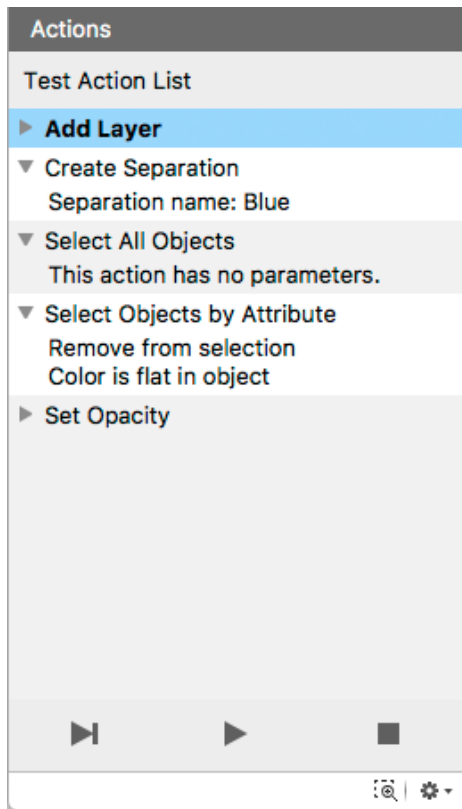 Actions
Test Action List
Add Layer
Create Separation
Separation name: Blue
Select All Objects
This action has no parameters.
Select Objects by Attribute
Remove from selection
Color is flat in object
Set Opacity